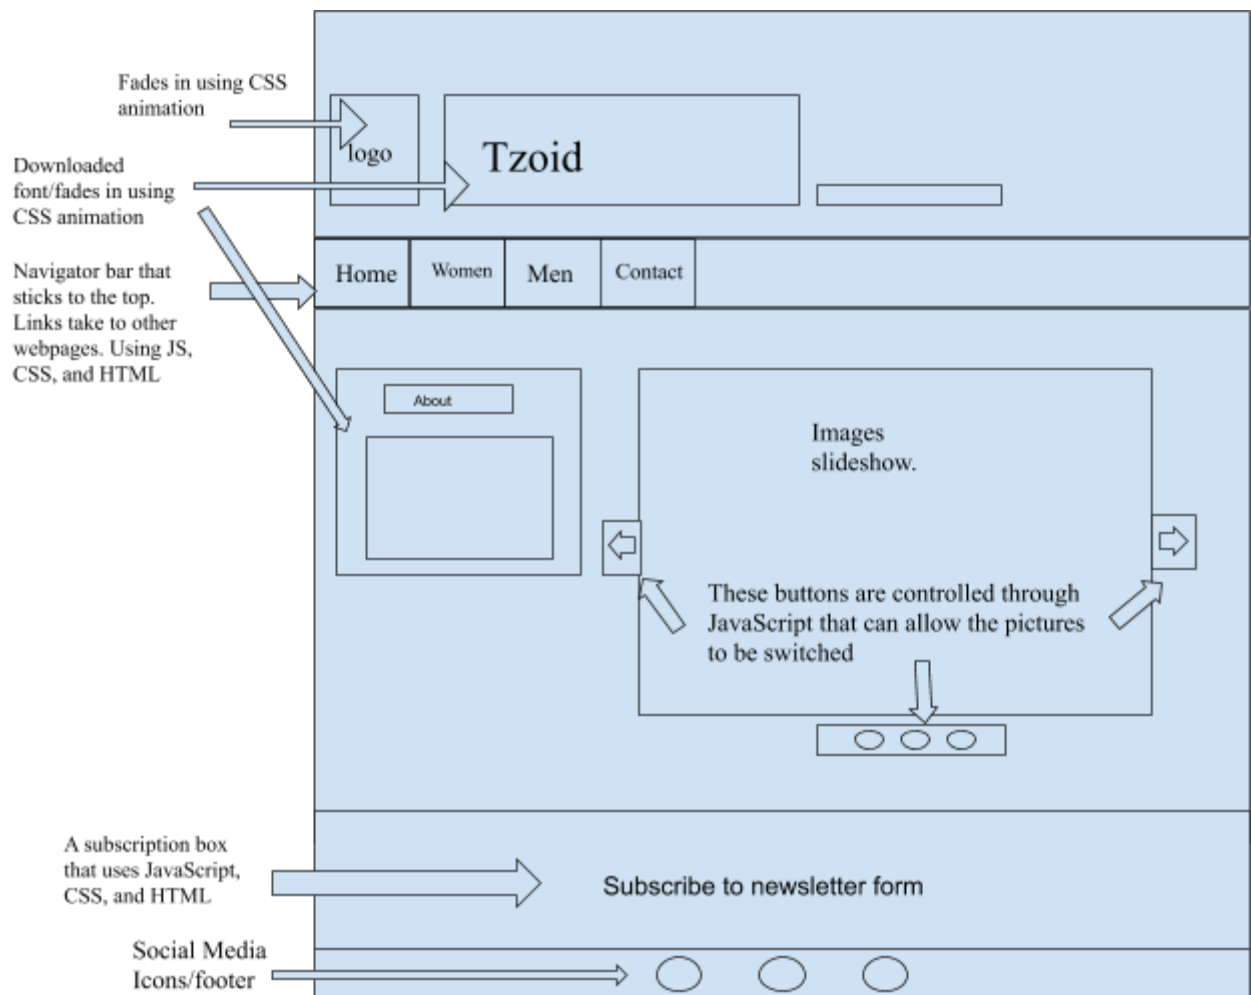 Fades in using CSS
animation
logo
Tzoid
Downloaded
font/fades in using
CSS animation
Navigator bar that
sticks to the top.
Links take to other
webpages. Using JS,
CSS, and HTML
Home
Women
Men
Contact
About
Images
slideshow.
These buttons are controlled through
JavaScript that can allow the pictures
to be switched
A subscription box
that uses JavaScript,
CSS, and HTML
Subscribe to newsletter form
Social Media
Icons/footer